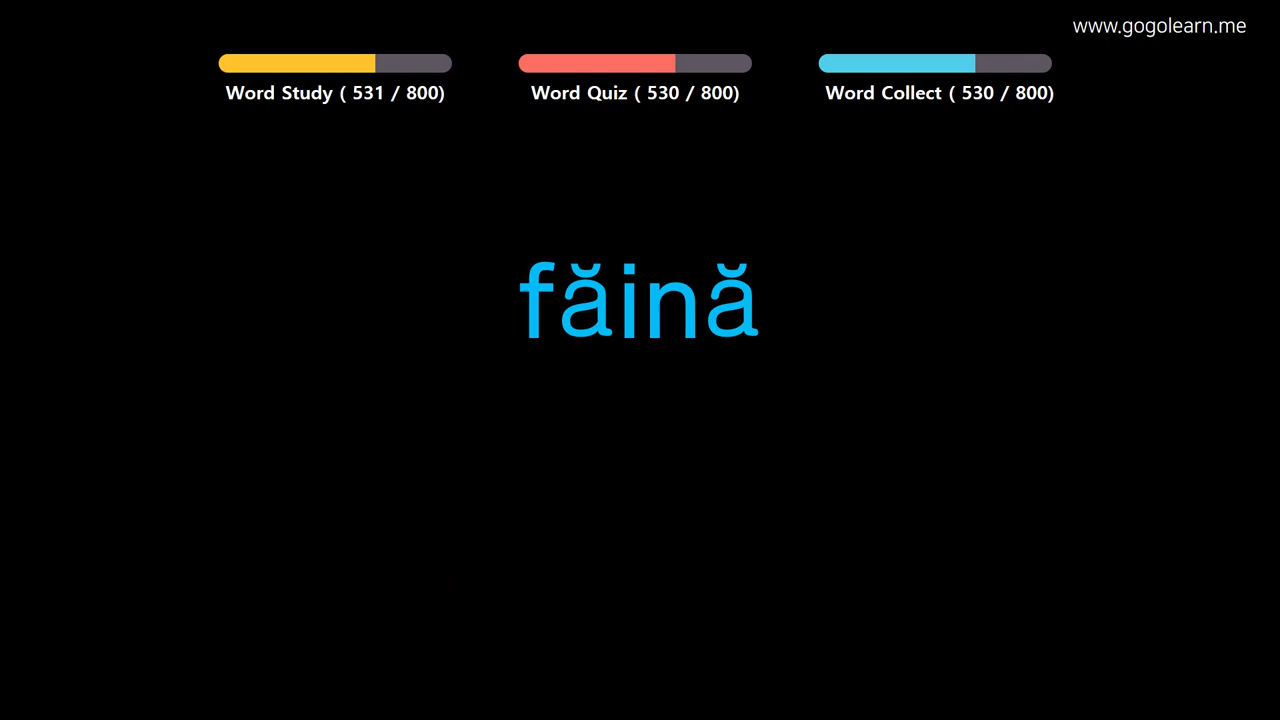 www.gogolearn.me
Word Study ( 531 / 800)
Word Quiz ( 530 / 800)
Word Collect ( 530 / 800)
făină